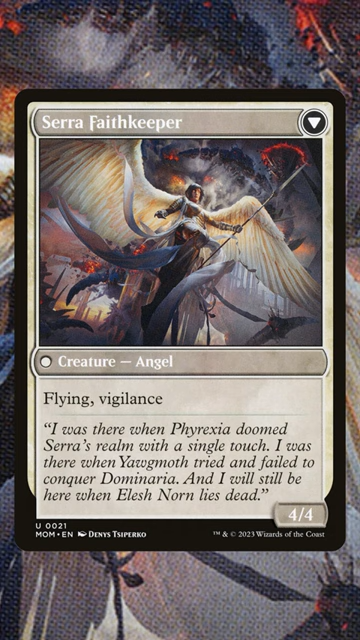 Serra Faithkeeper
Creature — Angel
Flying, vigilance
“I was there when Phyrexia doomed
Serra’s realm with a single touch. I was
there when Yawgmoth tried and failed to
conquer Dominaria. And I will still be
here when Elesh Norn lies dead.”
4/4
U 0021
MOM • EN Denys Tsiperko
™ & © 2023 Wizards of the Coast